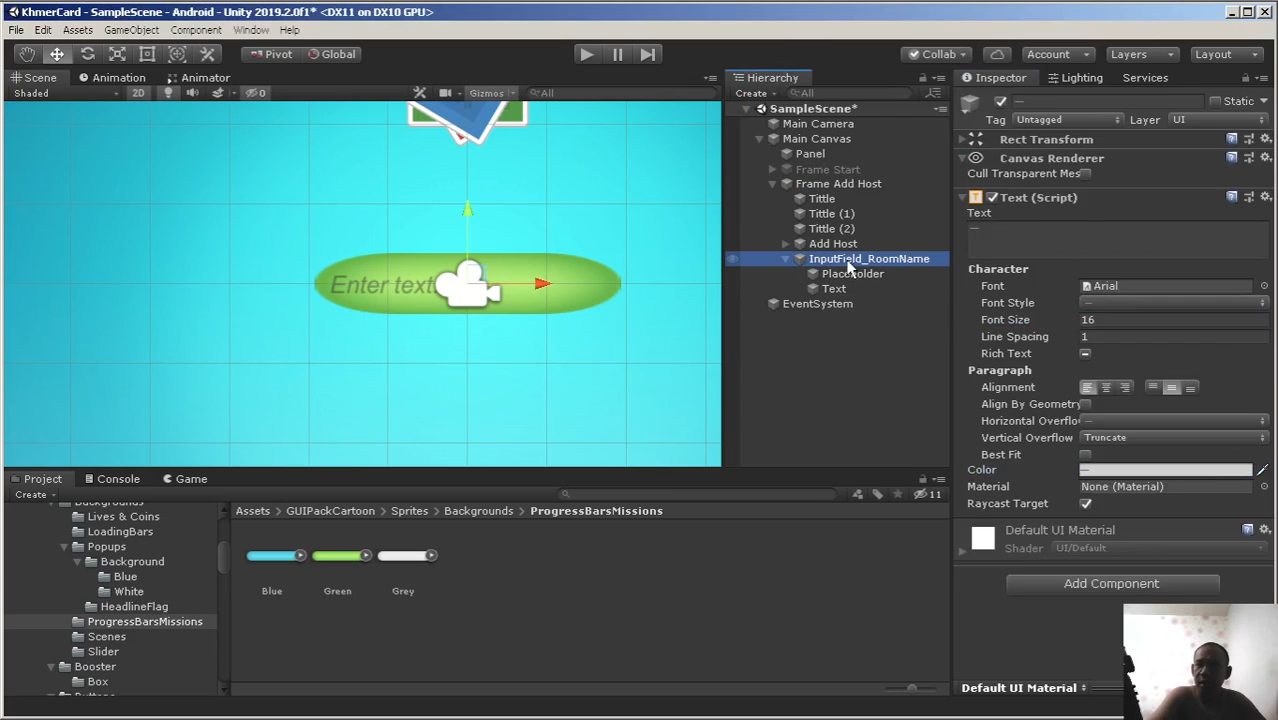 KhmerCard - SampleScene - Android - Unity 2019.2.0f1* <DX11 on DX10 GPU>
File Edit Assets GameObject Component Window Help
Pivot Global Collab Account Layers Layout
Scene Animation Animator Hierarchy Inspector Lighting Services
Shaded 2D 0 Gizmos All Create All — Static
SampleScene* Tag Untagged Layer UI
Main Camera
Main Canvas Rect Transform
Panel Canvas Renderer
Frame Start Cull Transparent Mes
Frame Add Host
Tittle Text (Script)
Tittle (1) Text
Tittle (2) —
Add Host
InputField_RoomName
Enter text Placeholder Character
Text Font Arial
EventSystem Font Style —
Font Size 16
Line Spacing 1
Rich Text
Paragraph
Alignment
Align By Geometry
Horizontal Overflo —
Vertical Overflow Truncate
Best Fit
Color —
Material None (Material)
Raycast Target
Default UI Material
Shader UI/Default
Add Component
Default UI Material
Project Console Game
Create 11
Backgrounds
Lives & Coins
LoadingBars
Popups
Background
Blue
White
HeadlineFlag
ProgressBarsMissions
Scenes
Slider
Booster
Box
Buttons
Assets GUIPackCartoon Sprites Backgrounds ProgressBarsMissions
Blue Green Grey